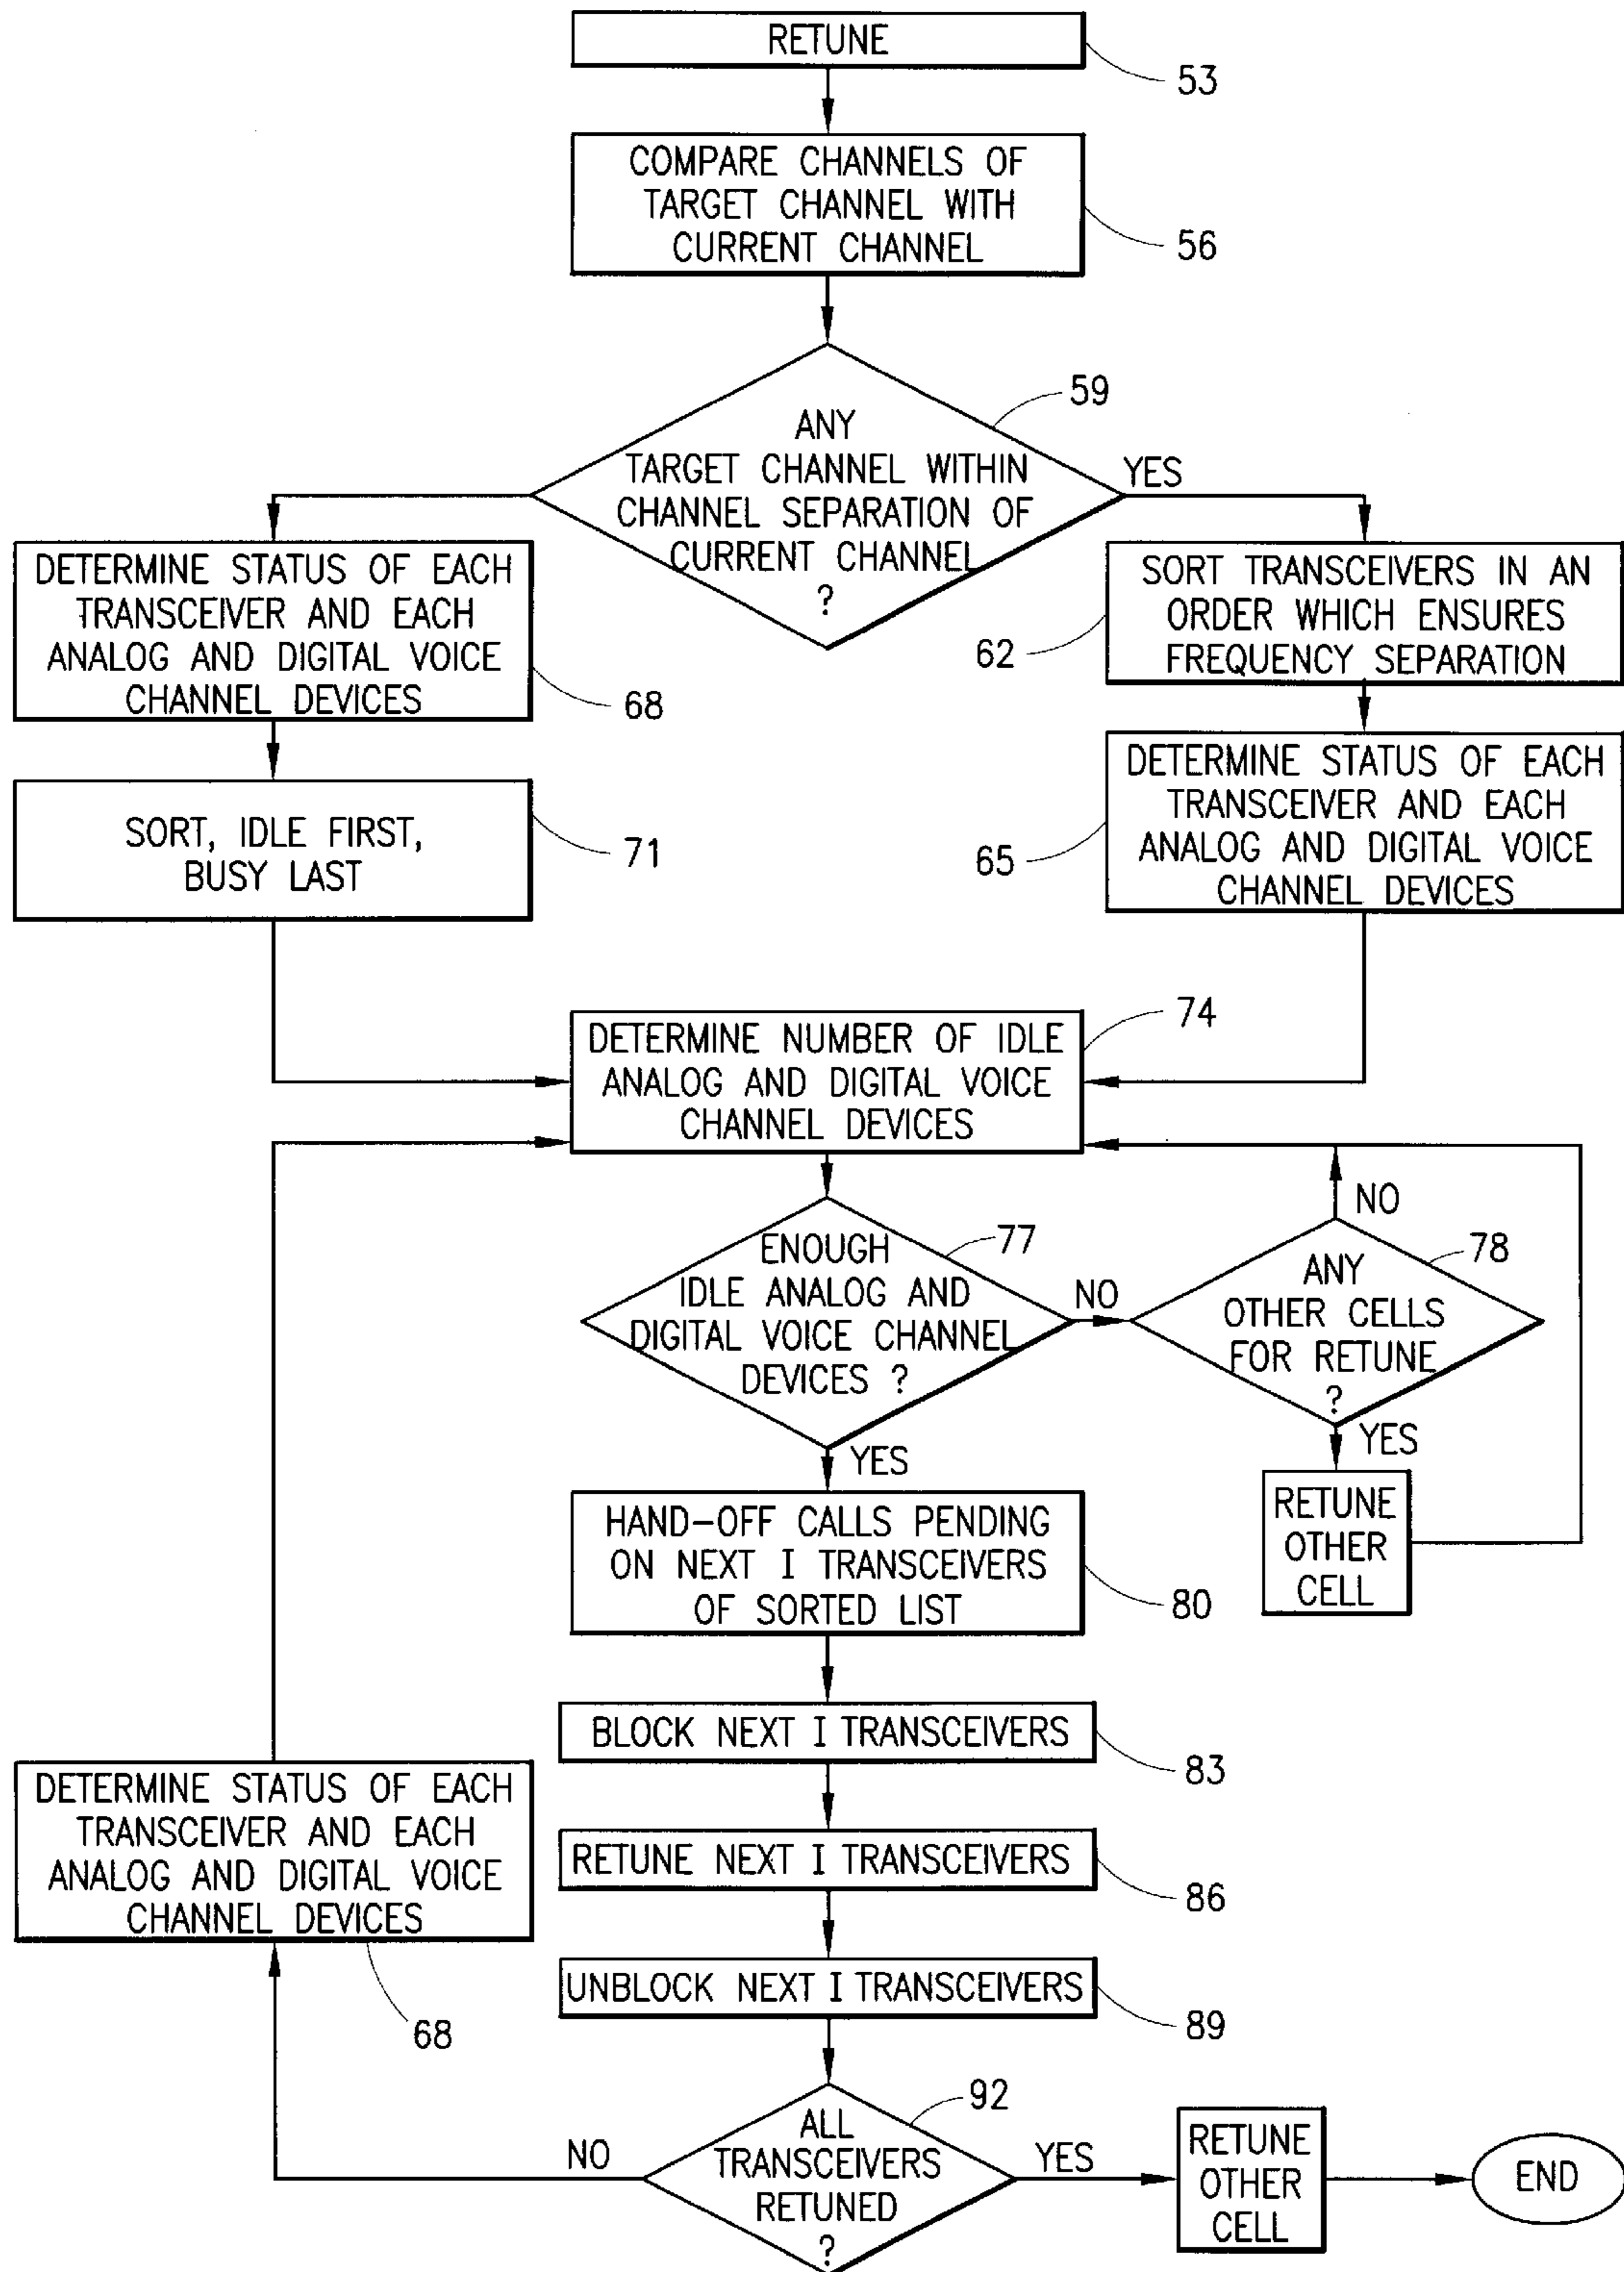 RETUNE
53
COMPARE CHANNELS OF
TARGET CHANNEL WITH
CURRENT CHANNEL
56
59
ANY
TARGET CHANNEL WITHIN
CHANNEL SEPARATION OF
CURRENT CHANNEL
?
YES
DETERMINE STATUS OF EACH
TRANSCEIVER AND EACH
ANALOG AND DIGITAL VOICE
CHANNEL DEVICES
68
SORT TRANSCEIVERS IN AN
ORDER WHICH ENSURES
FREQUENCY SEPARATION
62
SORT, IDLE FIRST,
BUSY LAST
71
DETERMINE STATUS OF EACH
TRANSCEIVER AND EACH
ANALOG AND DIGITAL VOICE
CHANNEL DEVICES
65
DETERMINE NUMBER OF IDLE
ANALOG AND DIGITAL VOICE
CHANNEL DEVICES
74
ENOUGH
IDLE ANALOG AND
DIGITAL VOICE CHANNEL
DEVICES ?
77
NO
NO
ANY
OTHER CELLS
FOR RETUNE
?
78
YES
YES
RETUNE
OTHER
CELL
HAND-OFF CALLS PENDING
ON NEXT I TRANSCEIVERS
OF SORTED LIST
80
BLOCK NEXT I TRANSCEIVERS
83
RETUNE NEXT I TRANSCEIVERS
86
UNBLOCK NEXT I TRANSCEIVERS
89
DETERMINE STATUS OF EACH
TRANSCEIVER AND EACH
ANALOG AND DIGITAL VOICE
CHANNEL DEVICES
68
92
ALL
TRANSCEIVERS
RETUNED
?
NO
YES
RETUNE
OTHER
CELL
END